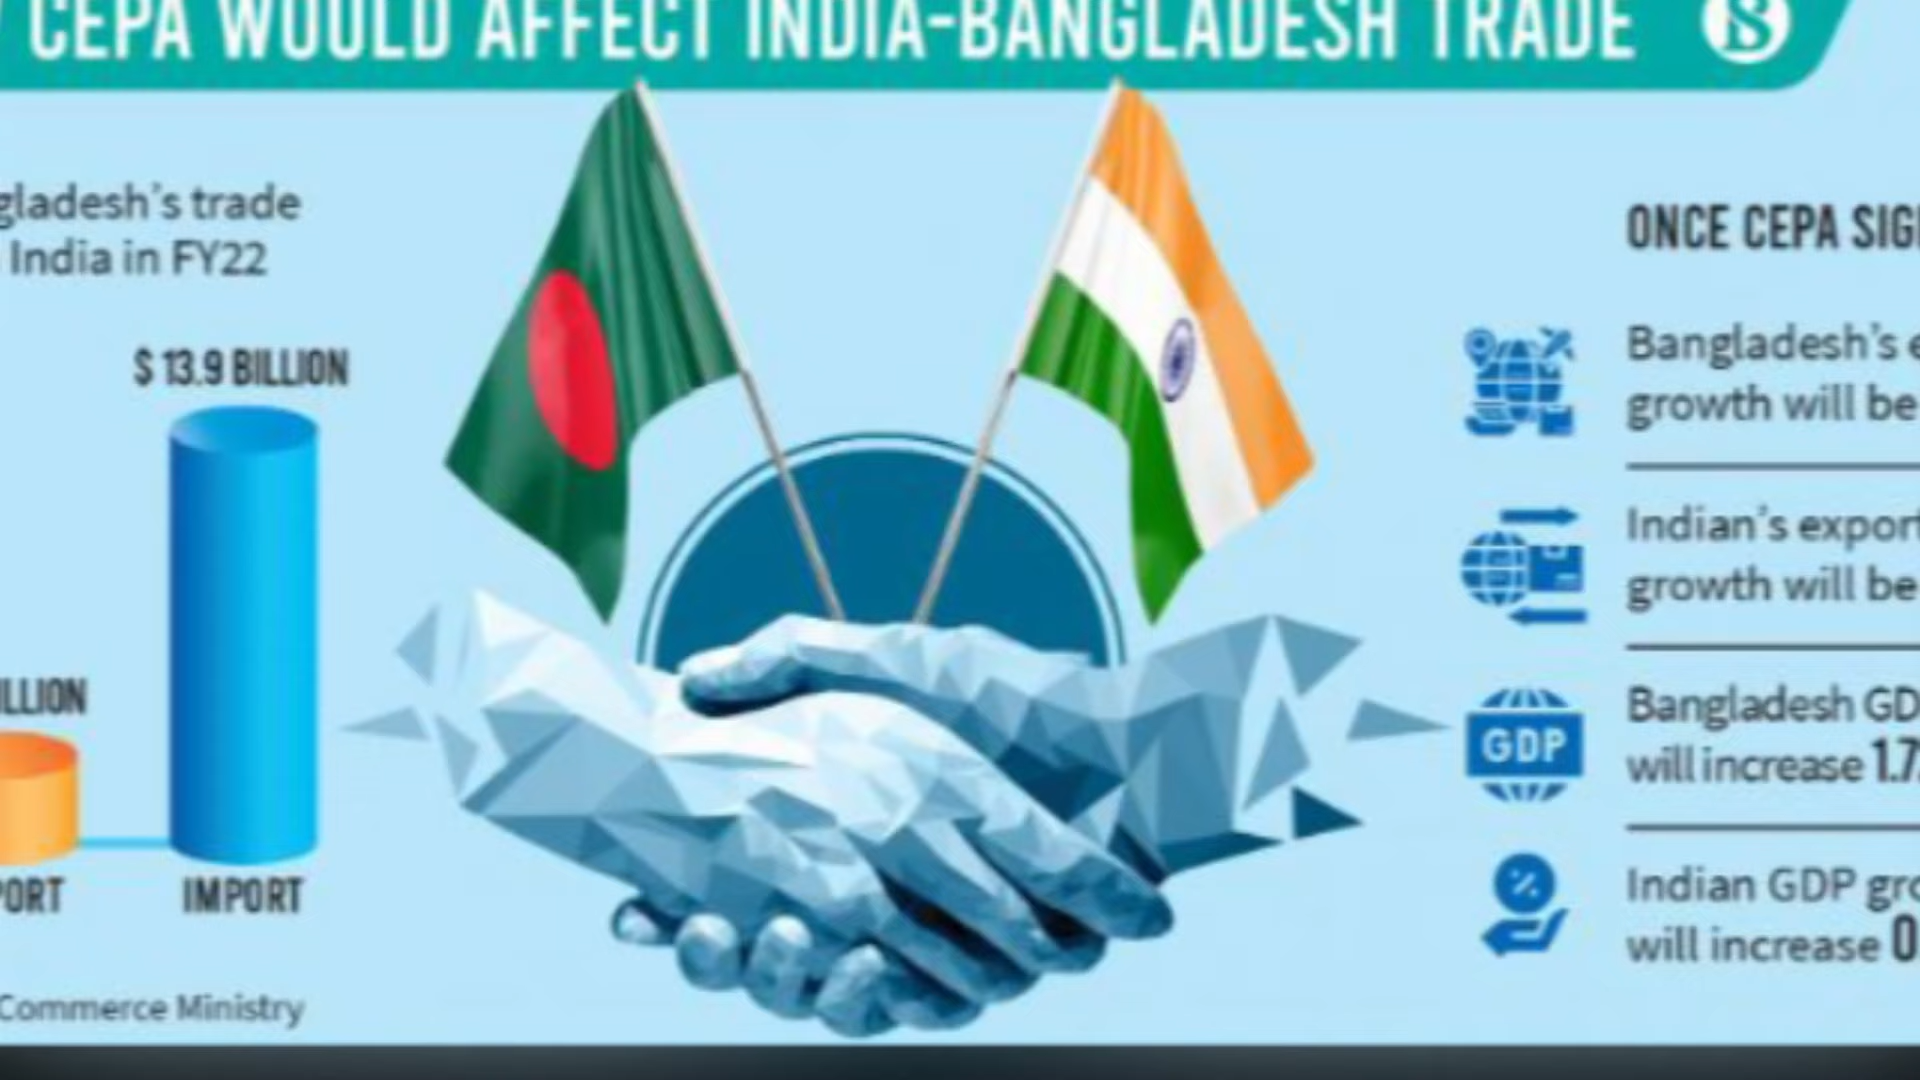 CEPA WOULD AFFECT INDIA-BANGLADESH TRADE
gladesh's trade
India in FY22
$ 13.9 BILLION
ILLION
PORT
IMPORT
Commerce Ministry
ONCE CEPA SIG
Bangladesh's e
growth will be
Indian's export
growth will be
Bangladesh GD
will increase 1.7
GDP
Indian GDP gro
will increase 0